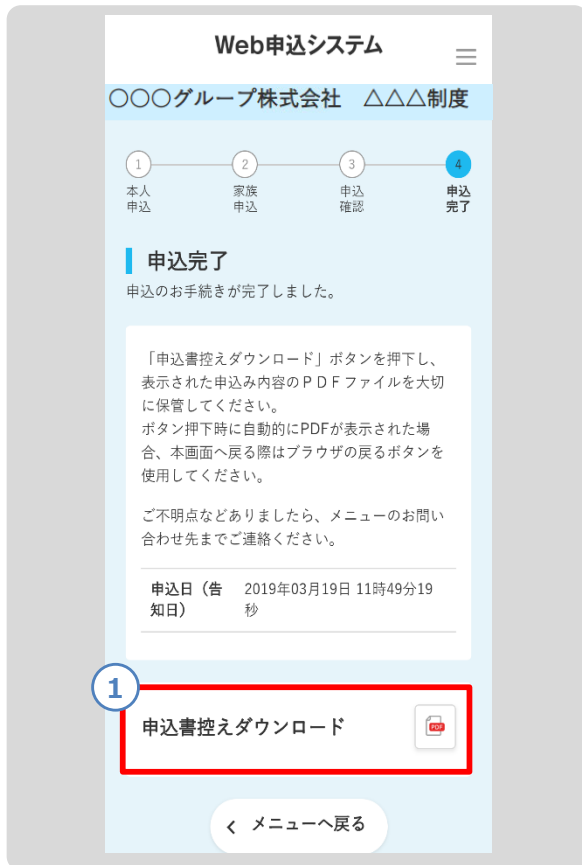 Web申込システム
○○○グループ株式会社　△△△制度
1 2 3 4
本人 家族 申込 申込
申込 申込 確認 完了
申込完了
申込のお手続きが完了しました。
「申込書控えダウンロード」ボタンを押下し、
表示された申込み内容のＰＤＦファイルを大切
に保管してください。
ボタン押下時に自動的にPDFが表示された場
合、本画面へ戻る際はブラウザの戻るボタンを
使用してください。
ご不明点などありましたら、メニューのお問い
合わせ先までご連絡ください。
申込日（告 2019年03月19日 11時49分19
知日） 秒
1
申込書控えダウンロード PDF
メニューへ戻る